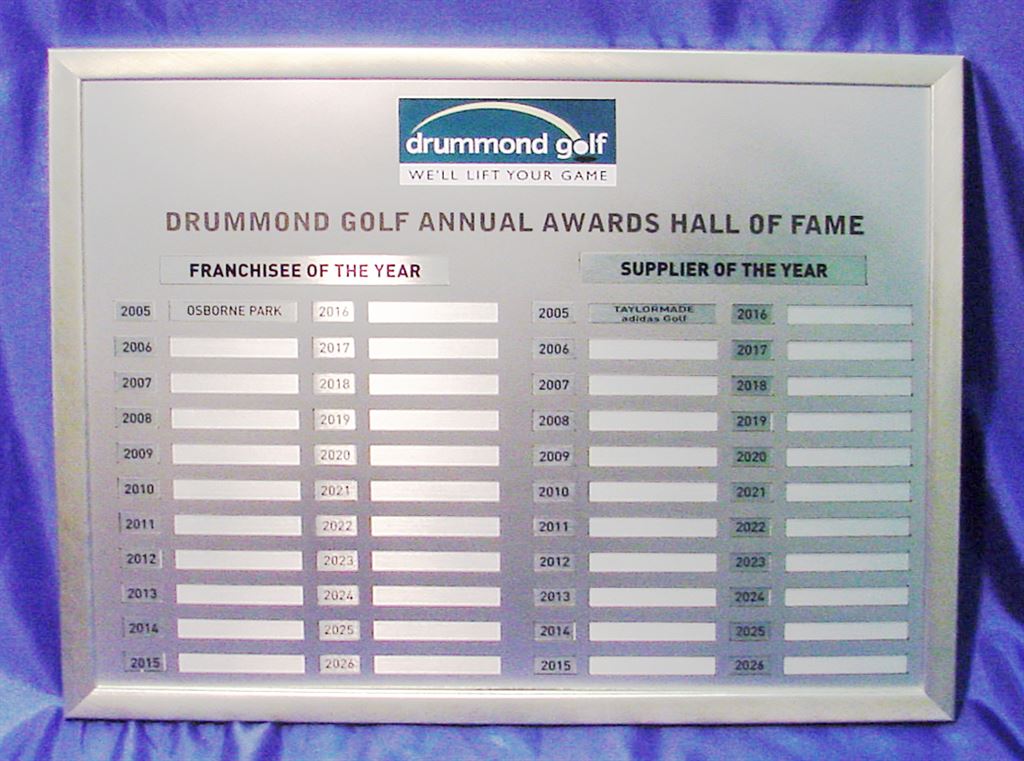 drummond golf
WE'LL LIFT YOUR GAME
DRUMMOND GOLF ANNUAL AWARDS HALL OF FAME
FRANCHISEE OF THE YEAR
2005 OSBORNE PARK 2016
2006 2017
2007 2018
2008 2019
2009 2020
2010 2021
2011 2022
2012 2023
2013 2024
2014 2025
2015 2026
SUPPLIER OF THE YEAR
2005 TAYLORMADE adidas Golf 2016
2006 2017
2007 2018
2008 2019
2009 2020
2010 2021
2011 2022
2012 2023
2013 2024
2014 2025
2015 2026